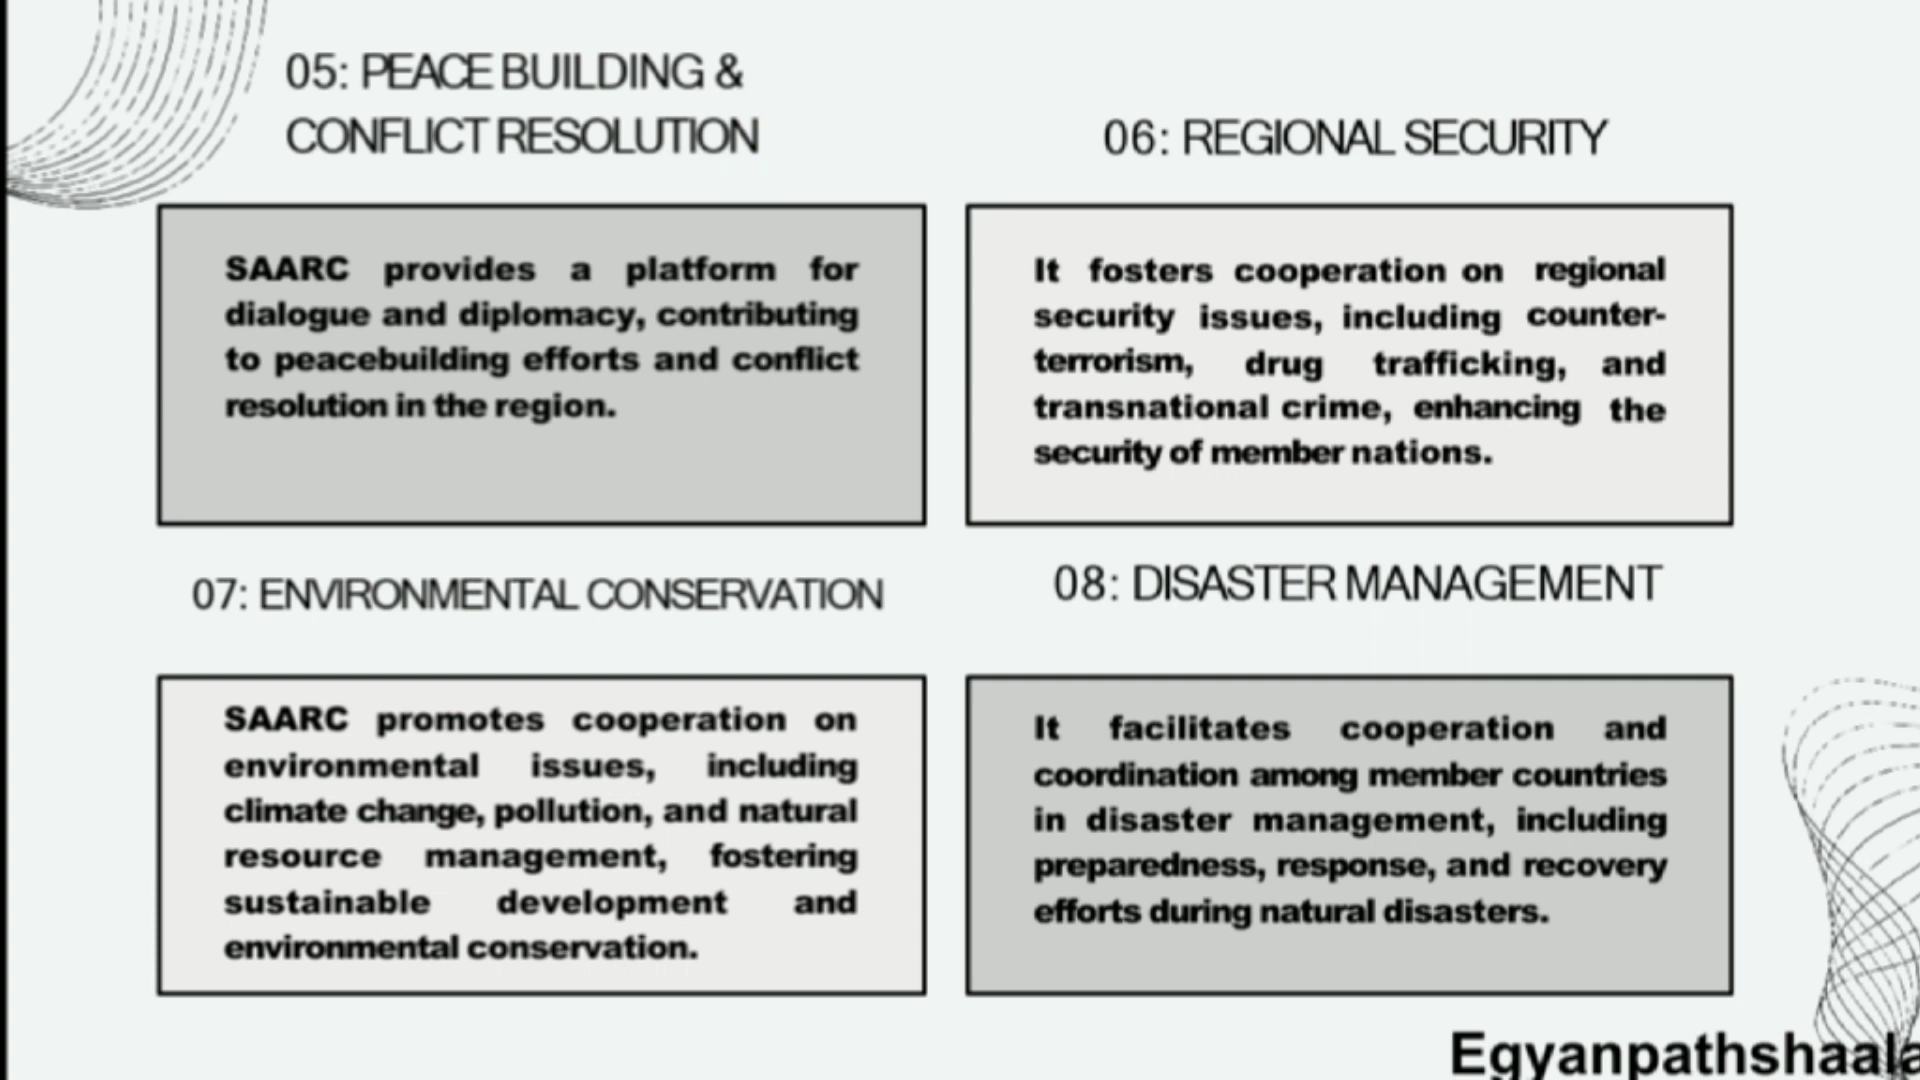 05: PEACE BUILDING &
CONFLICT RESOLUTION
SAARC provides a platform for
dialogue and diplomacy, contributing
to peacebuilding efforts and conflict
resolution in the region.
06: REGIONAL SECURITY
It fosters cooperation on regional
security issues, including counter-
terrorism, drug trafficking, and
transnational crime, enhancing the
security of member nations.
07: ENVIRONMENTAL CONSERVATION
SAARC promotes cooperation on
environmental issues, including
climate change, pollution, and natural
resource management, fostering
sustainable development and
environmental conservation.
08: DISASTER MANAGEMENT
It facilitates cooperation and
coordination among member countries
in disaster management, including
preparedness, response, and recovery
efforts during natural disasters.
Egyanpathshaala